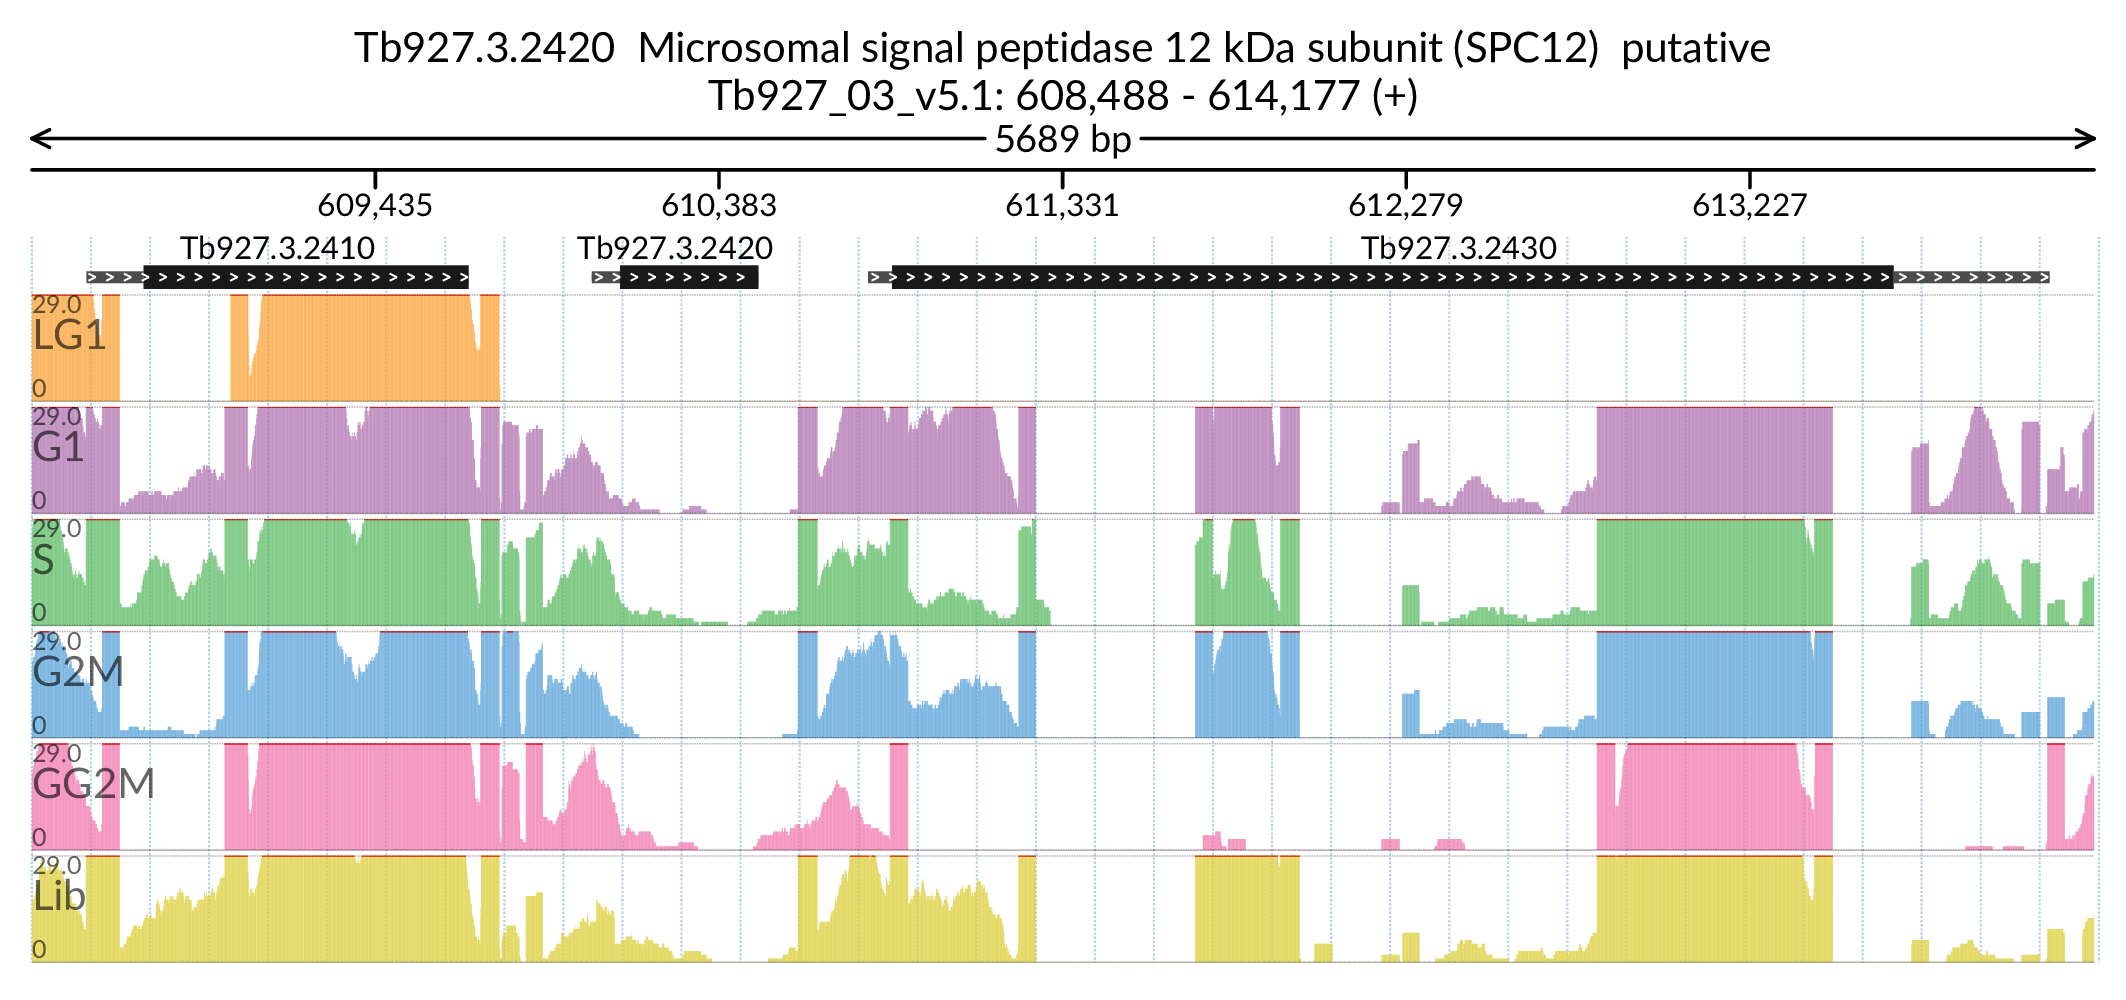 Tb927.3.2420  Microsomal signal peptidase 12 kDa subunit (SPC12)  putative
Tb927_03_v5.1: 608,488 - 614,177 (+)
5689 bp
609,435 610,383 611,331 612,279 613,227
Tb927.3.2410 Tb927.3.2420 Tb927.3.2430
29.0
LG1
0
29.0
G1
0
29.0
S
0
29.0
G2M
0
29.0
GG2M
0
29.0
Lib
0